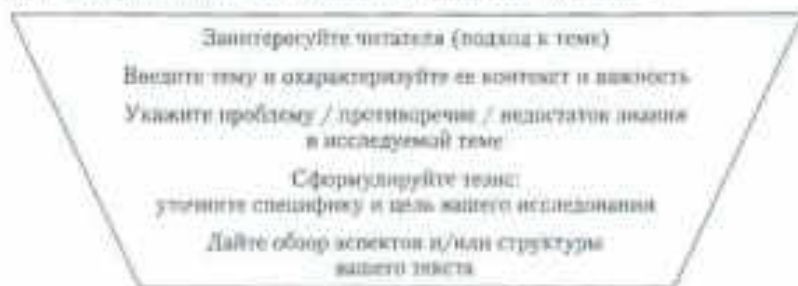 Заинтересуйте читателя (подход к теме)
Введите тему и охарактеризуйте ее контекст и важность
Укажите проблему / противоречие / недостаток знания
в исследуемой теме
Сформулируйте тезис:
уточните специфику и цель вашего исследования
Дайте обзор аспектов и/или структуры
вашего текста